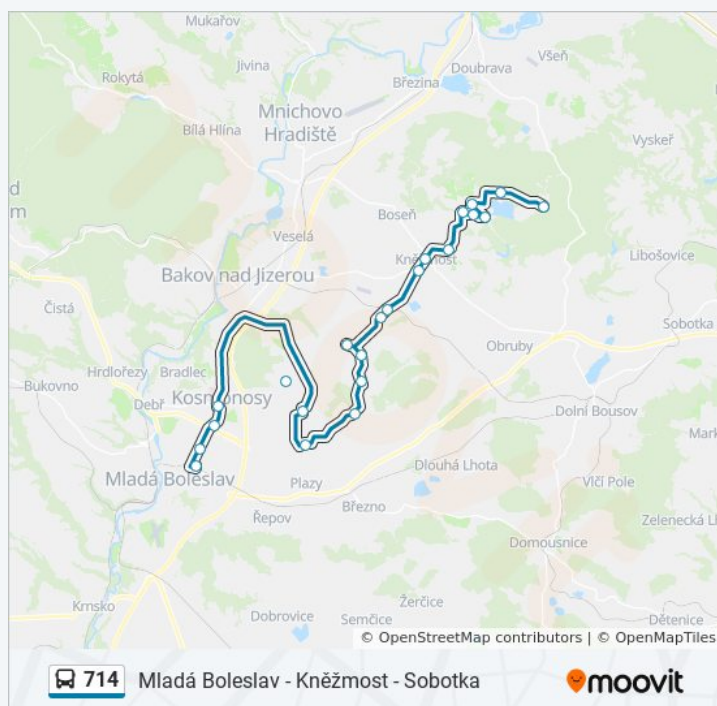 Mukařov
Všeň
Doubrava
Jivina
Březina
Rokytá
Mnichovo
Hradiště
Bílá Hlína
Vyskeř
Boseň
Veselá
Kněžmost
Libošovice
Bakov nad Jizerou
Čistá
Sobotka
Obruby
Hrdlořezy
Bradlec
Bukovno
Kosmonosy
Debř
Dolní Bousov
Mark
Mladá Boleslav
Plazy
Dlouhá Lhota
Vlčí Pole
Březno
Řepov
Zelenecká Lh
Domousnice
Krnsko
Žerčice
Dobrovice
Semčice
Dětenice
© OpenStreetMap contributors | © OpenMapTiles
714 Mladá Boleslav - Kněžmost - Sobotka
moovit